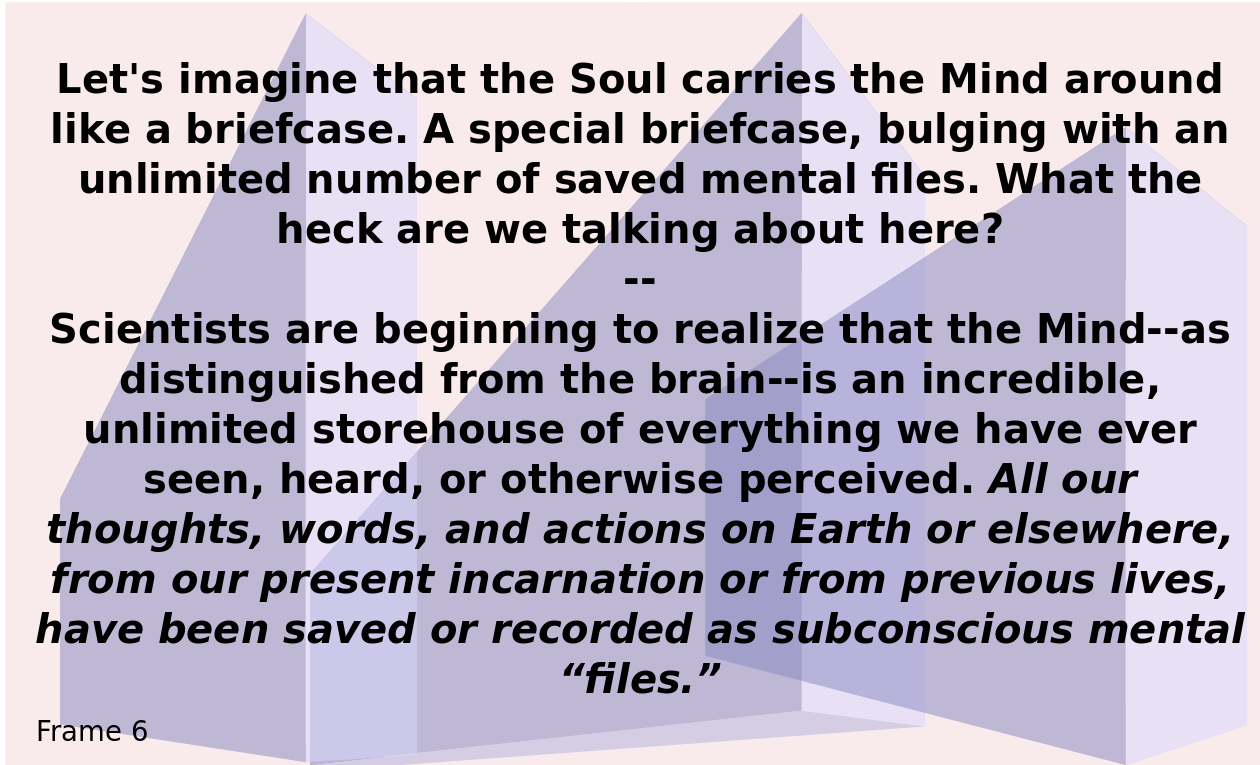 Let's imagine that the Soul carries the Mind around
like a briefcase. A special briefcase, bulging with an
unlimited number of saved mental files. What the
heck are we talking about here?
--
Scientists are beginning to realize that the Mind--as
distinguished from the brain--is an incredible,
unlimited storehouse of everything we have ever
seen, heard, or otherwise perceived. All our
thoughts, words, and actions on Earth or elsewhere,
from our present incarnation or from previous lives,
have been saved or recorded as subconscious mental
“files.”
Frame 6